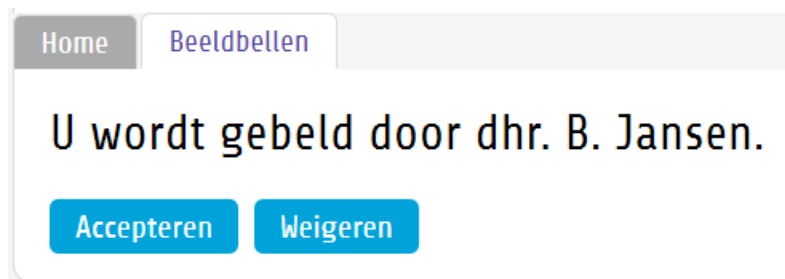 Home Beeldbellen
U wordt gebeld door dhr. B. Jansen.
Accepteren Weigeren